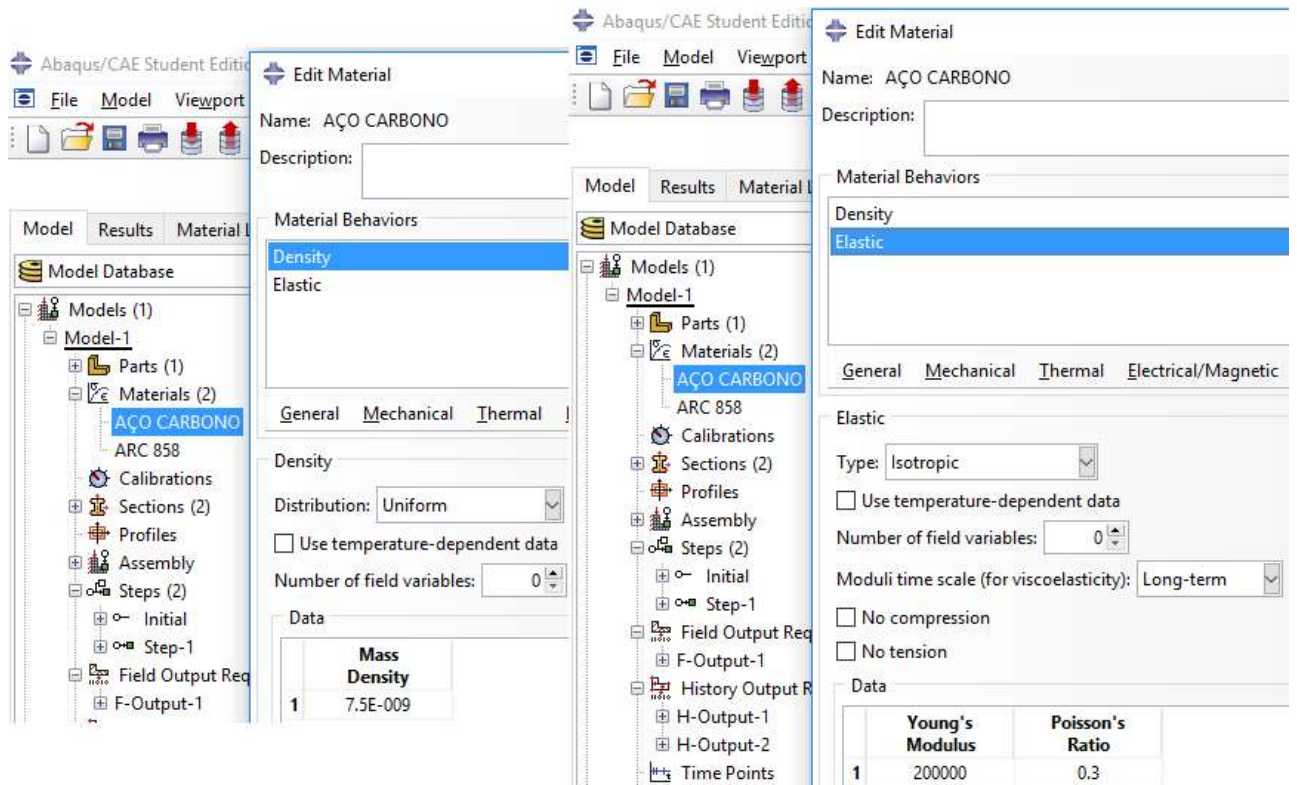 Abaqus/CAE Student Editio
File Model Viewport
Model Results Material L
Model Database
Models (1)
Model-1
Parts (1)
Materials (2)
AÇO CARBONO
ARC 858
Calibrations
Sections (2)
Profiles
Assembly
Steps (2)
Initial
Step-1
Field Output Req
F-Output-1
Edit Material
Name: AÇO CARBONO
Description:
Material Behaviors
Density
Elastic
General Mechanical Thermal
Density
Distribution: Uniform
Use temperature-dependent data
Number of field variables: 0
Data
Mass
Density
1 7.5E-009
Abaqus/CAE Student Editio
File Model Viewport
Model Results Material L
Model Database
Models (1)
Model-1
Parts (1)
Materials (2)
AÇO CARBONO
ARC 858
Calibrations
Sections (2)
Profiles
Assembly
Steps (2)
Initial
Step-1
Field Output Req
F-Output-1
History Output R
H-Output-1
H-Output-2
Time Points
Edit Material
Name: AÇO CARBONO
Description:
Material Behaviors
Density
Elastic
General Mechanical Thermal Electrical/Magnetic
Elastic
Type: Isotropic
Use temperature-dependent data
Number of field variables: 0
Moduli time scale (for viscoelasticity): Long-term
No compression
No tension
Data
Young's Poisson's
Modulus Ratio
1 200000 0.3